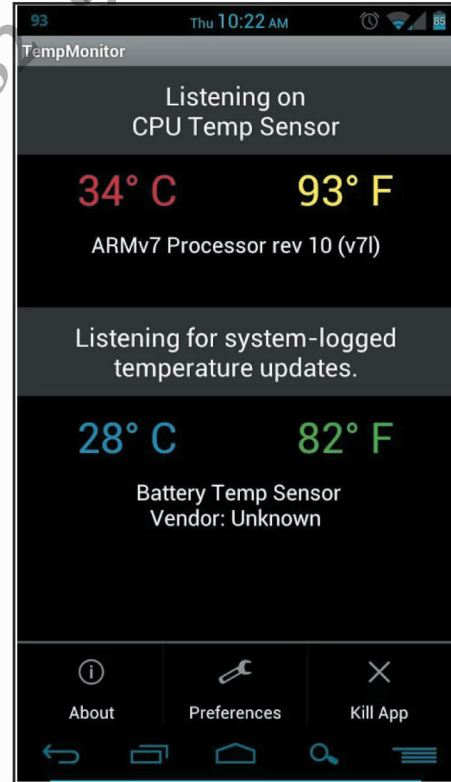 93 Thu 10:22 AM 85
TempMonitor
Listening on
CPU Temp Sensor
34° C 93° F
ARMv7 Processor rev 10 (v7l)
Listening for system-logged
temperature updates.
28° C 82° F
Battery Temp Sensor
Vendor: Unknown
About Preferences Kill App